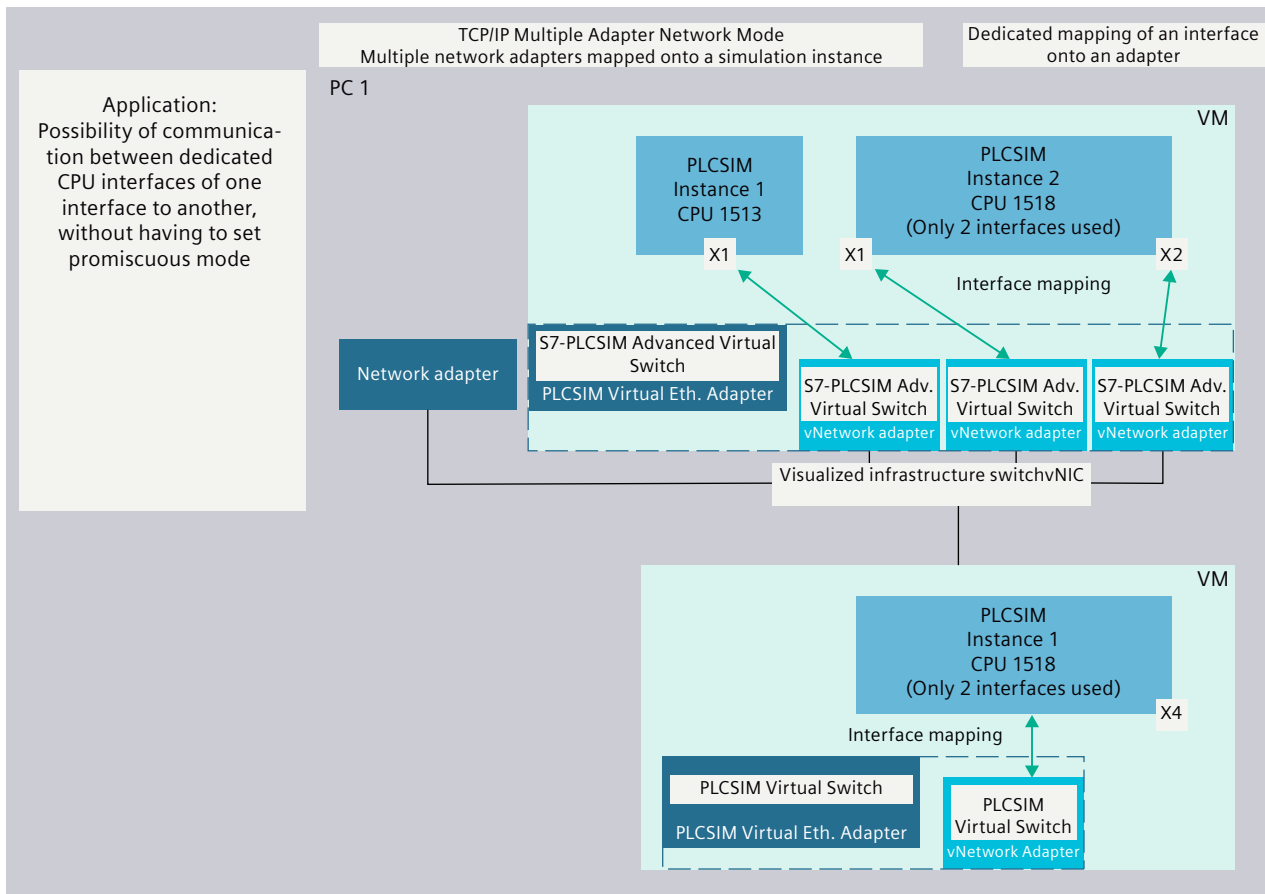 TCP/IP Multiple Adapter Network Mode
Multiple network adapters mapped onto a simulation instance
Dedicated mapping of an interface
onto an adapter
PC 1
Application:
Possibility of communica-
tion between dedicated
CPU interfaces of one
interface to another,
without having to set
promiscuous mode
VM
PLCSIM
Instance 1
CPU 1513
X1
PLCSIM
Instance 2
CPU 1518
(Only 2 interfaces used)
X1
X2
Interface mapping
Network adapter
S7-PLCSIM Advanced Virtual
Switch
PLCSIM Virtual Eth. Adapter
S7-PLCSIM Adv.
Virtual Switch
vNetwork adapter
S7-PLCSIM Adv.
Virtual Switch
vNetwork adapter
S7-PLCSIM Adv.
Virtual Switch
vNetwork adapter
Visualized infrastructure switchvNIC
VM
PLCSIM
Instance 1
CPU 1518
(Only 2 interfaces used)
X4
Interface mapping
PLCSIM Virtual Switch
PLCSIM Virtual Eth. Adapter
PLCSIM
Virtual Switch
vNetwork Adapter